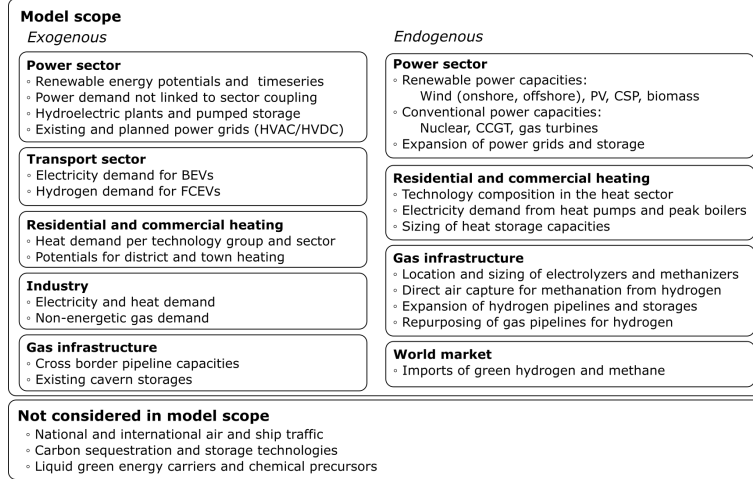 Model scope
Exogenous
Power sector
◦ Renewable energy potentials and timeseries
◦ Power demand not linked to sector coupling
◦ Hydroelectric plants and pumped storage
◦ Existing and planned power grids (HVAC/HVDC)
Transport sector
◦ Electricity demand for BEVs
◦ Hydrogen demand for FCEVs
Residential and commercial heating
◦ Heat demand per technology group and sector
◦ Potentials for district and town heating
Industry
◦ Electricity and heat demand
◦ Non-energetic gas demand
Gas infrastructure
◦ Cross border pipeline capacities
◦ Existing cavern storages
Endogenous
Power sector
◦ Renewable power capacities:
Wind (onshore, offshore), PV, CSP, biomass
◦ Conventional power capacities:
Nuclear, CCGT, gas turbines
◦ Expansion of power grids and storage
Residential and commercial heating
◦ Technology composition in the heat sector
◦ Electricity demand from heat pumps and peak boilers
◦ Sizing of heat storage capacities
Gas infrastructure
◦ Location and sizing of electrolyzers and methanizers
◦ Direct air capture for methanation from hydrogen
◦ Expansion of hydrogen pipelines and storages
◦ Repurposing of gas pipelines for hydrogen
World market
◦ Imports of green hydrogen and methane
Not considered in model scope
◦ National and international air and ship traffic
◦ Carbon sequestration and storage technologies
◦ Liquid green energy carriers and chemical precursors